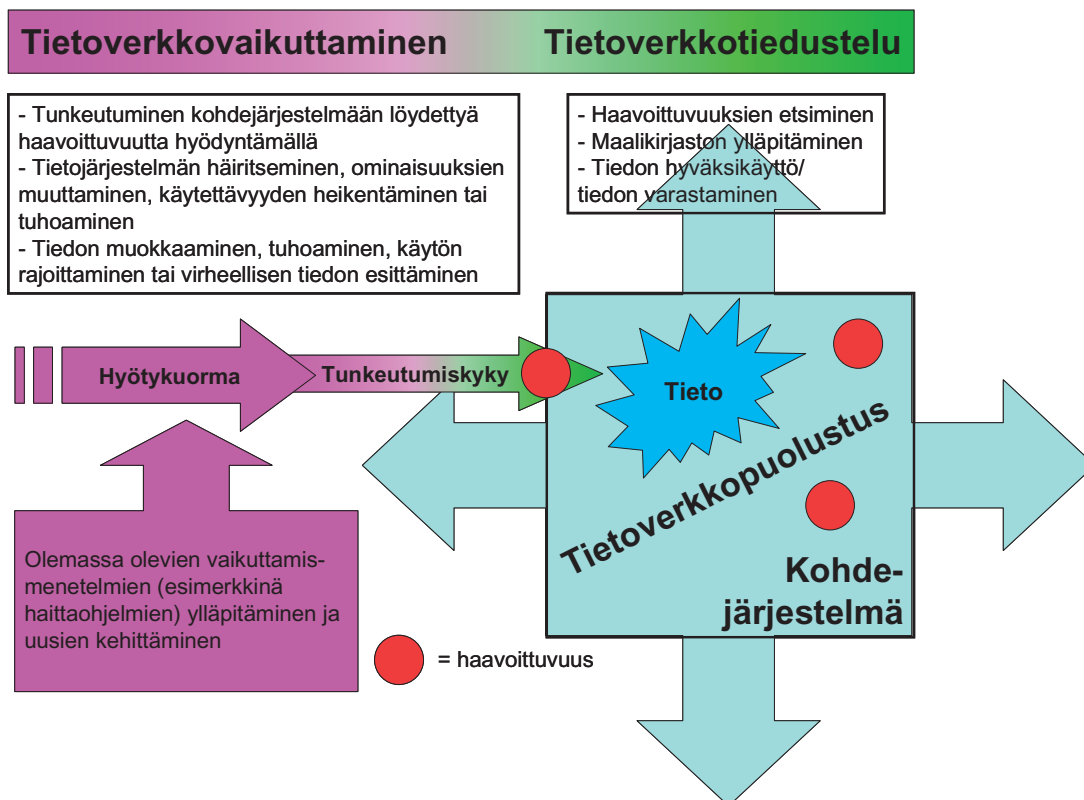 Tietoverkkovaikuttaminen Tietoverkkotiedustelu
- Tunkeutuminen kohdejärjestelmään löydettyä
haavoittuvuutta hyödyntämällä
- Tietojärjestelmän häiritseminen, ominaisuuksien
muuttaminen, käytettävyyden heikentäminen tai
tuhoaminen
- Tiedon muokkaaminen, tuhoaminen, käytön
rajoittaminen tai virheellisen tiedon esittäminen
- Haavoittuvuuksien etsiminen
- Maalikirjaston ylläpitäminen
- Tiedon hyväksikäyttö/
tiedon varastaminen
Hyötykuorma
Tunkeutumiskyky
Tieto
Tietoverkkopuolustus
Kohde-
järjestelmä
Olemassa olevien vaikuttamis-
menetelmien (esimerkkinä
haittaohjelmien) ylläpitäminen ja
uusien kehittäminen
= haavoittuvuus